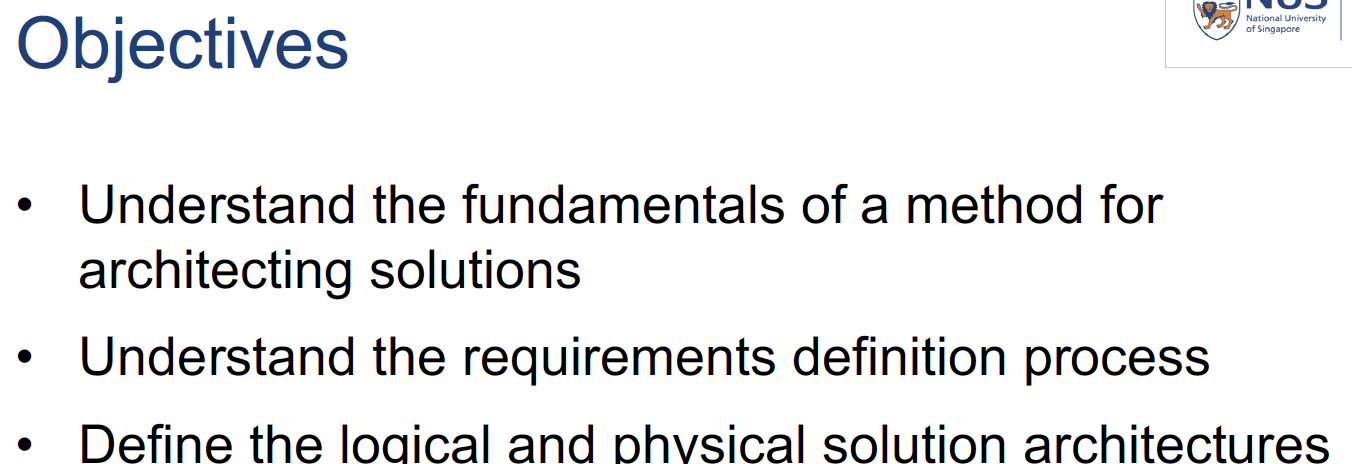 Objectives
NUS
National University
of Singapore
• Understand the fundamentals of a method for
architecting solutions
• Understand the requirements definition process
• Define the logical and physical solution architectures